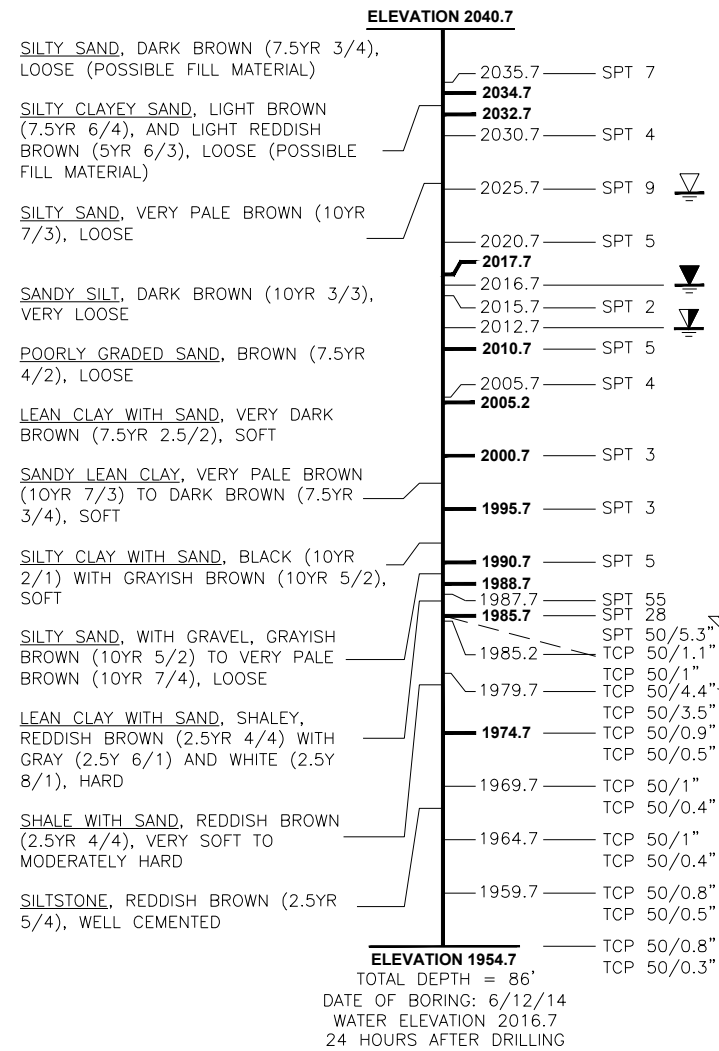 ELEVATION 2040.7
SILTY SAND, DARK BROWN (7.5YR 3/4),
LOOSE (POSSIBLE FILL MATERIAL)
SILTY CLAYEY SAND, LIGHT BROWN
(7.5YR 6/4), AND LIGHT REDDISH
BROWN (5YR 6/3), LOOSE (POSSIBLE
FILL MATERIAL)
SILTY SAND, VERY PALE BROWN (10YR
7/3), LOOSE
SANDY SILT, DARK BROWN (10YR 3/3),
VERY LOOSE
POORLY GRADED SAND, BROWN (7.5YR
4/2), LOOSE
LEAN CLAY WITH SAND, VERY DARK
BROWN (7.5YR 2.5/2), SOFT
SANDY LEAN CLAY, VERY PALE BROWN
(10YR 7/3) TO DARK BROWN (7.5YR
3/4), SOFT
SILTY CLAY WITH SAND, BLACK (10YR
2/1) WITH GRAYISH BROWN (10YR 5/2),
SOFT
SILTY SAND, WITH GRAVEL, GRAYISH
BROWN (10YR 5/2) TO VERY PALE
BROWN (10YR 7/4), LOOSE
LEAN CLAY WITH SAND, SHALEY,
REDDISH BROWN (2.5YR 4/4) WITH
GRAY (2.5Y 6/1) AND WHITE (2.5Y
8/1), HARD
SHALE WITH SAND, REDDISH BROWN
(2.5YR 4/4), VERY SOFT TO
MODERATELY HARD
SILTSTONE, REDDISH BROWN (2.5YR
5/4), WELL CEMENTED
2035.7 SPT 7
2034.7
2032.7
2030.7 SPT 4
2025.7 SPT 9
2020.7 SPT 5
2017.7
2016.7
2015.7 SPT 2
2012.7
2010.7 SPT 5
2005.7 SPT 4
2005.2
2000.7 SPT 3
1995.7 SPT 3
1990.7 SPT 5
1988.7
1987.7 SPT 55
1985.7 SPT 28
SPT 50/5.3"
1985.2 TCP 50/1.1"
TCP 50/1"
1979.7 TCP 50/4.4"
TCP 50/3.5"
1974.7 TCP 50/0.9"
TCP 50/0.5"
1969.7 TCP 50/1"
TCP 50/0.4"
1964.7 TCP 50/1"
TCP 50/0.4"
1959.7 TCP 50/0.8"
TCP 50/0.5"
TCP 50/0.8"
TCP 50/0.3"
ELEVATION 1954.7
TOTAL DEPTH = 86'
DATE OF BORING: 6/12/14
WATER ELEVATION 2016.7
24 HOURS AFTER DRILLING